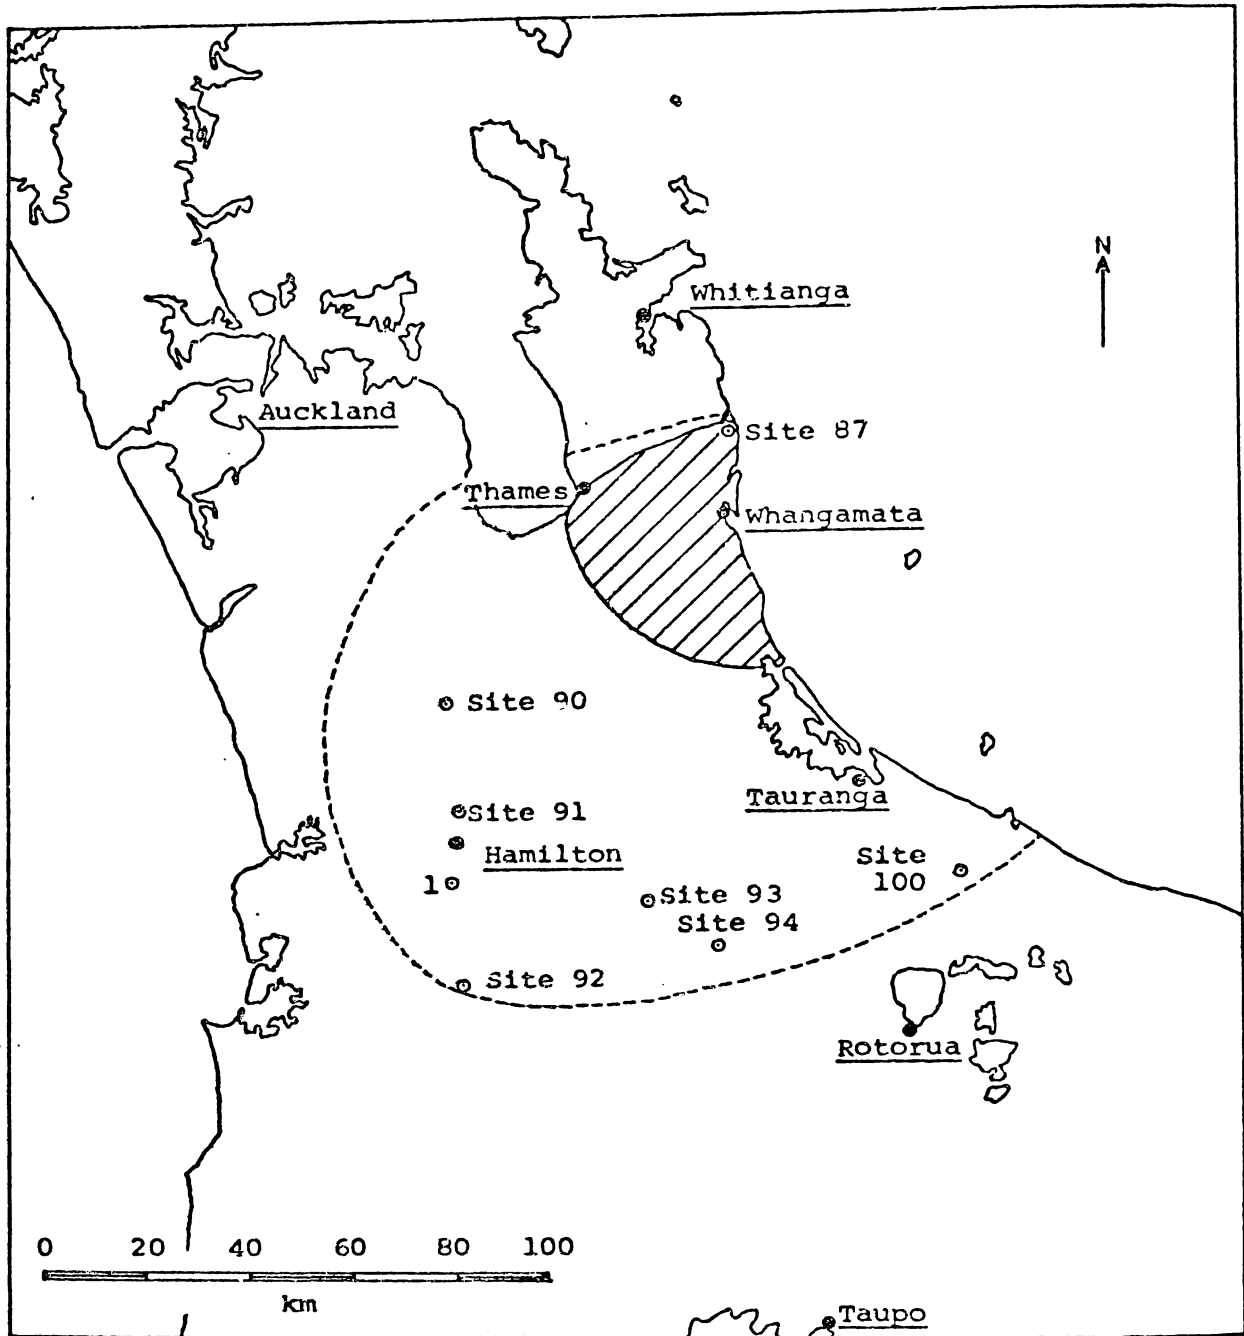 N
Whitianga
Auckland
Site 87
Thames
Whangamata
Site 90
Tauranga
Site 91
Hamilton
Site
100
1
Site 93
Site 94
Site 92
Rotorua
0 20 40 60 80 100
km
Taupo